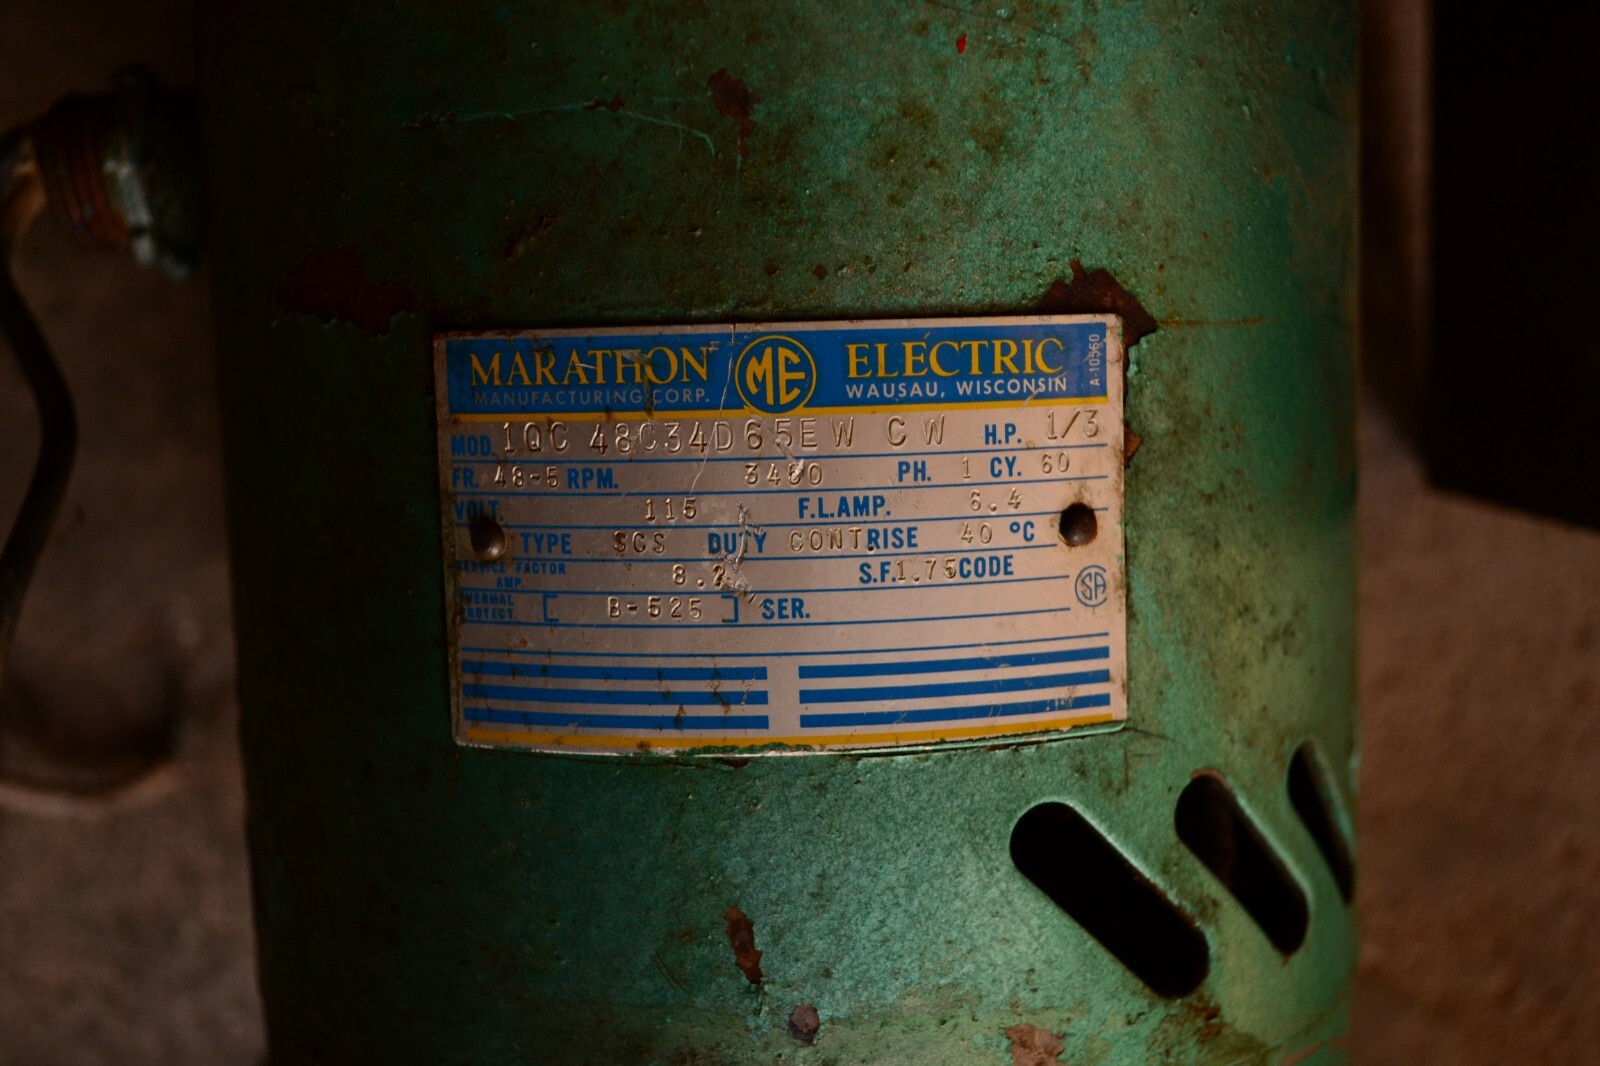 MARATHON ME ELECTRIC
MANUFACTURING CORP. WAUSAU, WISCONSIN
A-10560
MOD. 1QC 48C34D65EW CW H.P. 1/3
FR. 48-5 RPM. PH. 1 CY. 60
VOLT. 115 F.L.AMP. 6.4
TYPE SGS DUTY CONT. RISE 40 °C
SERVICE FACTOR AMP. S.F. 1.75 CODE
THERMAL PROTECT. [ B-525 ] SER.
SA